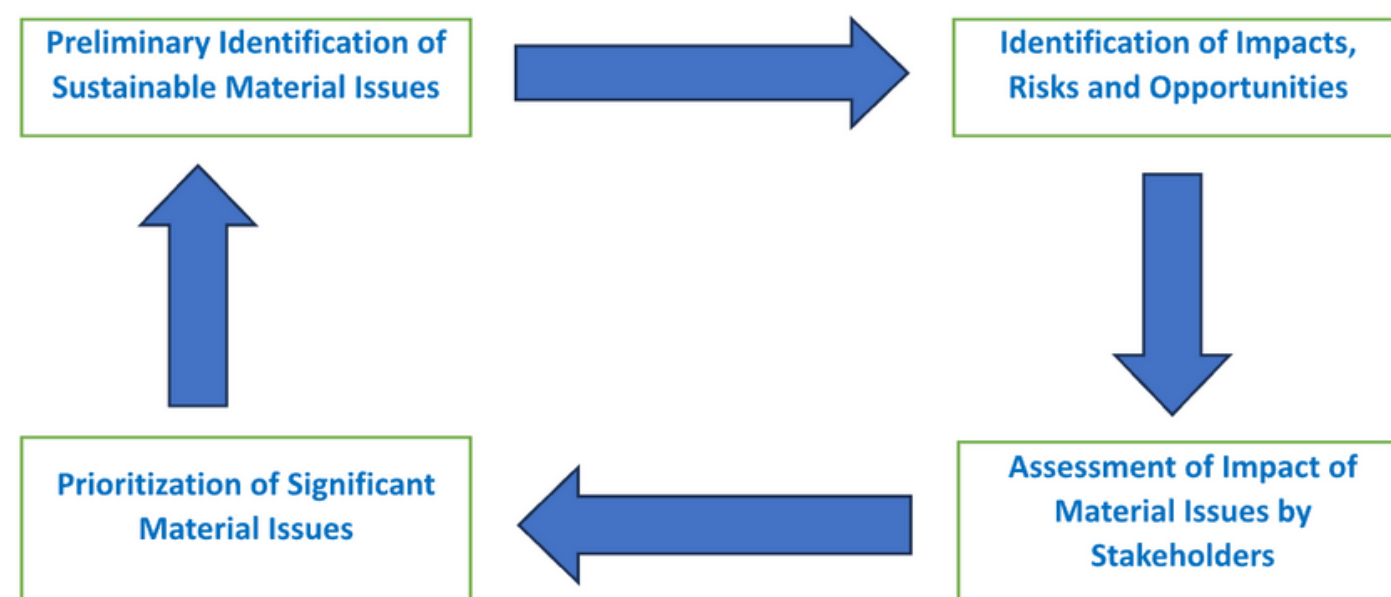 Preliminary Identification of
Sustainable Material Issues
Identification of Impacts,
Risks and Opportunities
Assessment of Impact of
Material Issues by
Stakeholders
Prioritization of Significant
Material Issues